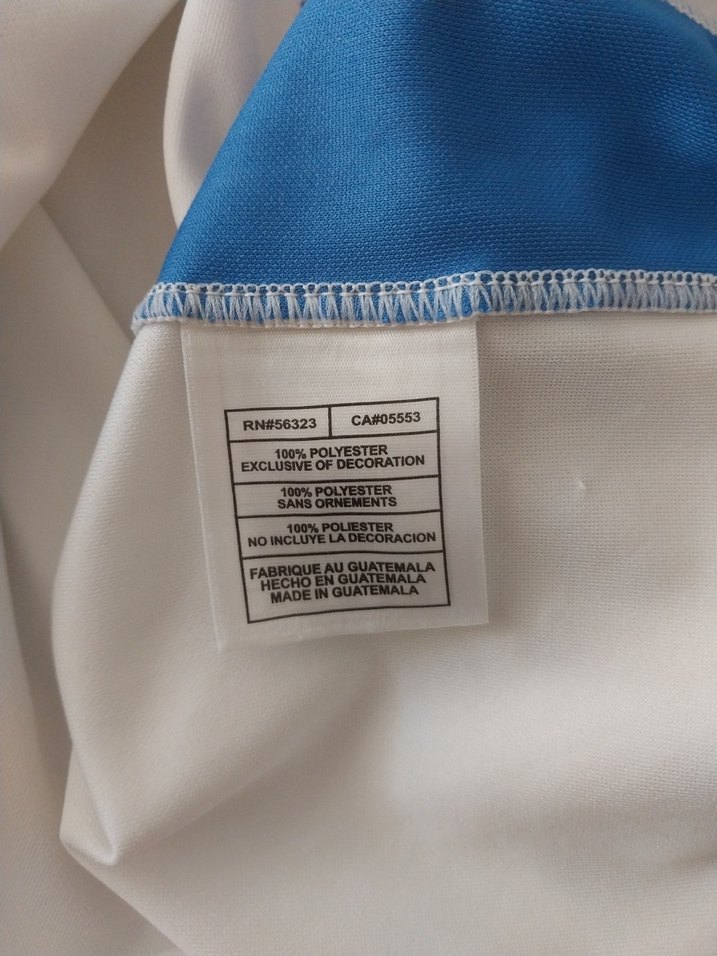 RN#56323 CA#05553
100% POLYESTER
EXCLUSIVE OF DECORATION
100% POLYESTER
SANS ORNEMENTS
100% POLIESTER
NO INCLUYE LA DECORACION
FABRIQUE AU GUATEMALA
HECHO EN GUATEMALA
MADE IN GUATEMALA